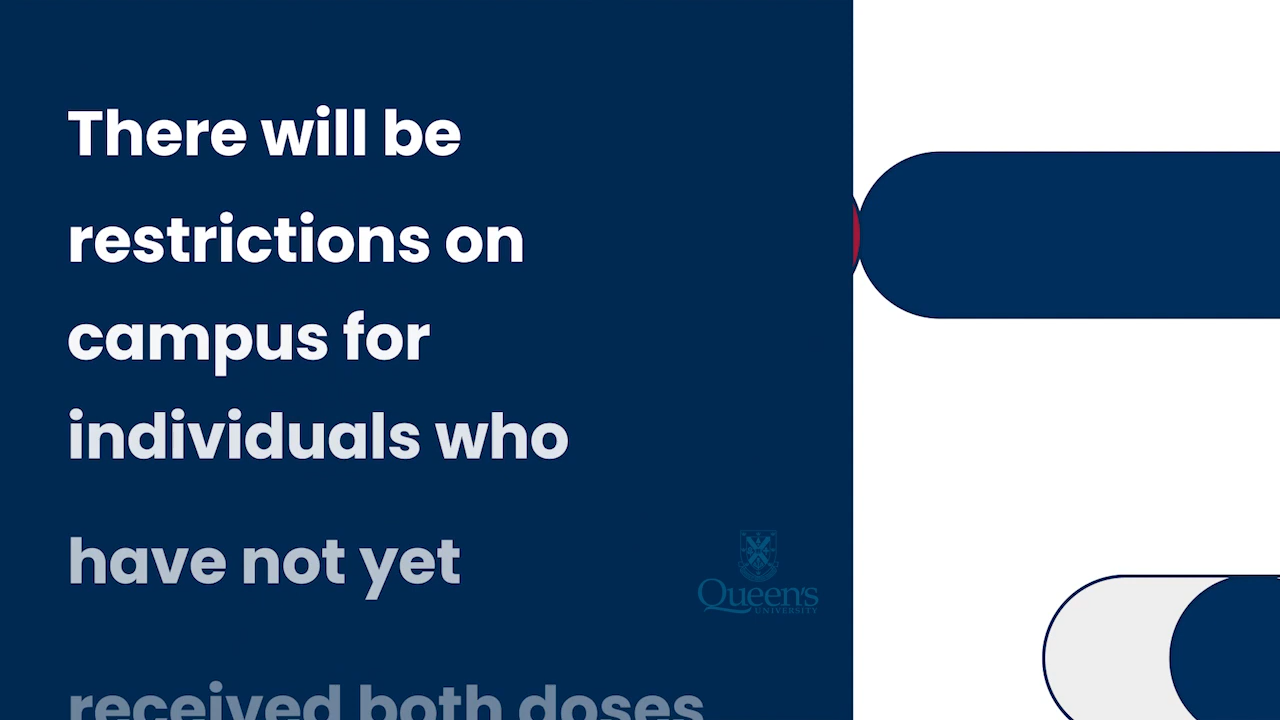 There will be
restrictions on
campus for
individuals who
have not yet
Queen's
UNIVERSITY
received both doses